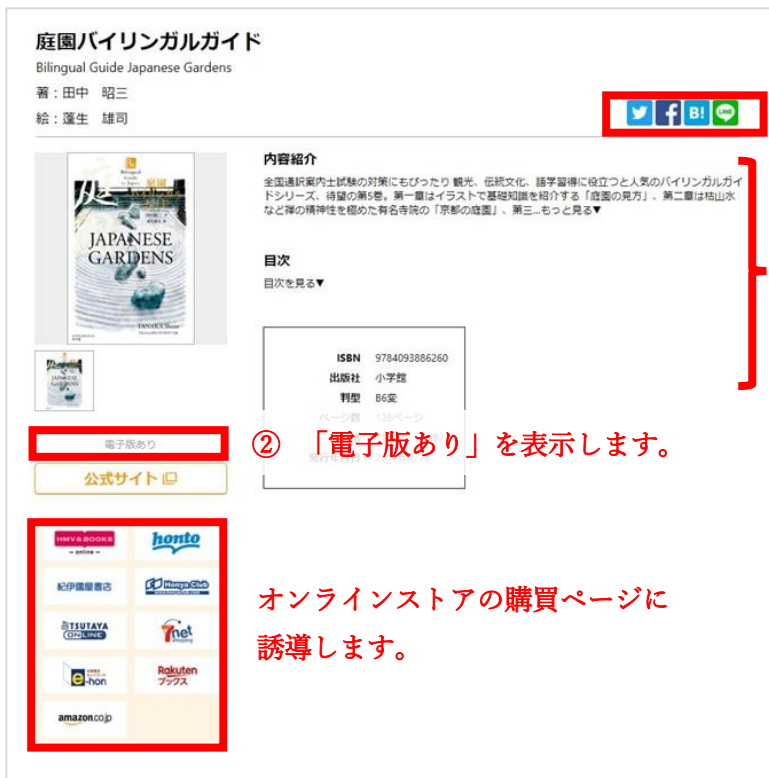 庭園バイリンガルガイド
Bilingual Guide Japanese Gardens
著：田中　昭三
絵：蓬生　雄司
B!
LINE
内容紹介
全国通訳案内士試験の対策にもぴったり 観光、伝統文化、語学習得に役立つと人気のバイリンガルガイ
ドシリーズ、待望の第5巻。第一章はイラストで基礎知識を紹介する「庭園の見方」、第二章は枯山水
など禅の精神性を極めた有名寺院の「京都の庭園」、第三...もっと見る▼
Bilingual
Guide
庭園
JAPANESE
GARDENS
TANAKA
目次
目次を見る▼
ISBN 9784093886260
出版社 小学館
判型 B6変
ページ数 128ページ
電子版あり
② 「電子版あり」を表示します。
発行年月日
公式サイト
HMV&BOOKS
― online ―
honto
紀伊國屋書店
Honya Club
TSUTAYA
ONLINE
7net
shopping
e-hon
Rakuten
ブックス
amazon.co.jp
オンラインストアの購買ページに
誘導します。